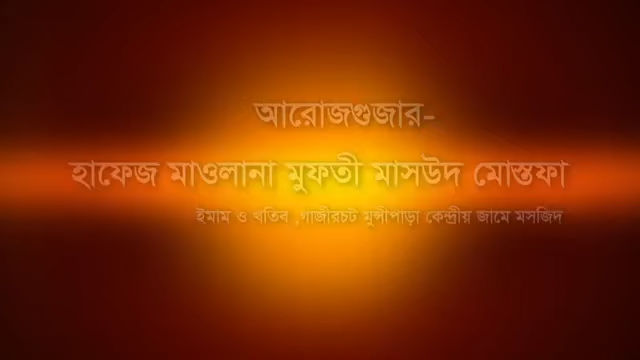 আরোজগুজার-
হাফেজ মাওলানা মুফতী মাসউদ মোস্তফা
ইমাম ও খতিব ,গাজীরচট মুন্সীপাড়া কেন্দ্রীয় জামে মসজিদ